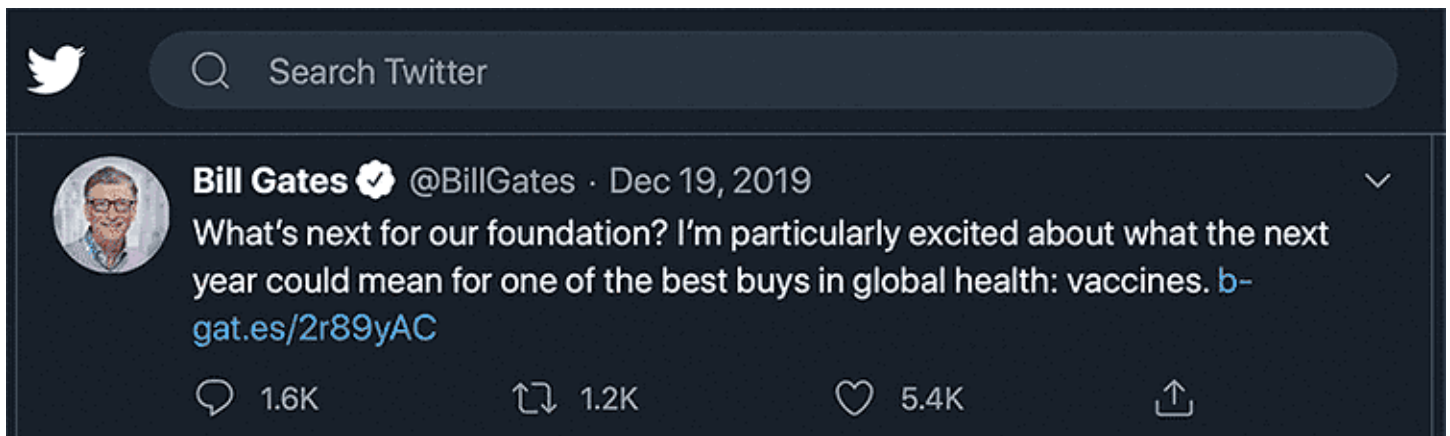 Search Twitter
Bill Gates @BillGates · Dec 19, 2019
What's next for our foundation? I'm particularly excited about what the next
year could mean for one of the best buys in global health: vaccines. b-
gat.es/2r89yAC
1.6K 1.2K 5.4K